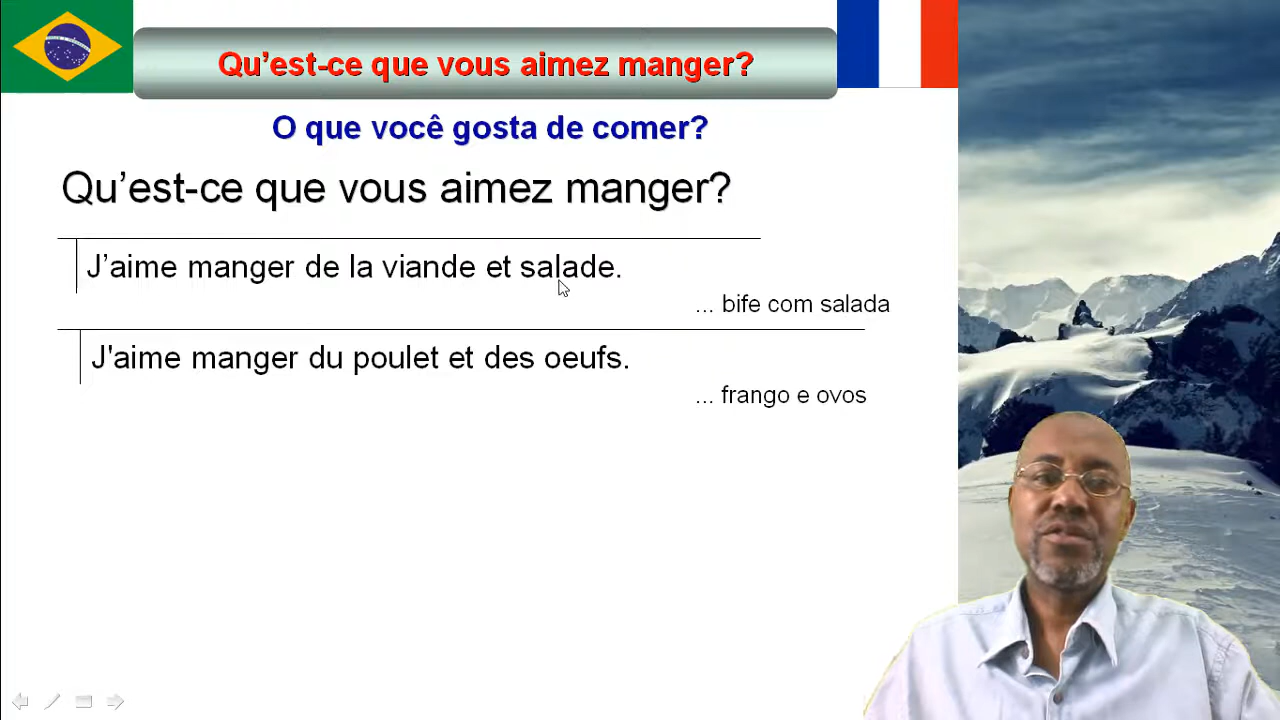 Qu’est-ce que vous aimez manger?
O que você gosta de comer?
Qu’est-ce que vous aimez manger?
J’aime manger de la viande et salade.
... bife com salada
J'aime manger du poulet et des oeufs.
... frango e ovos